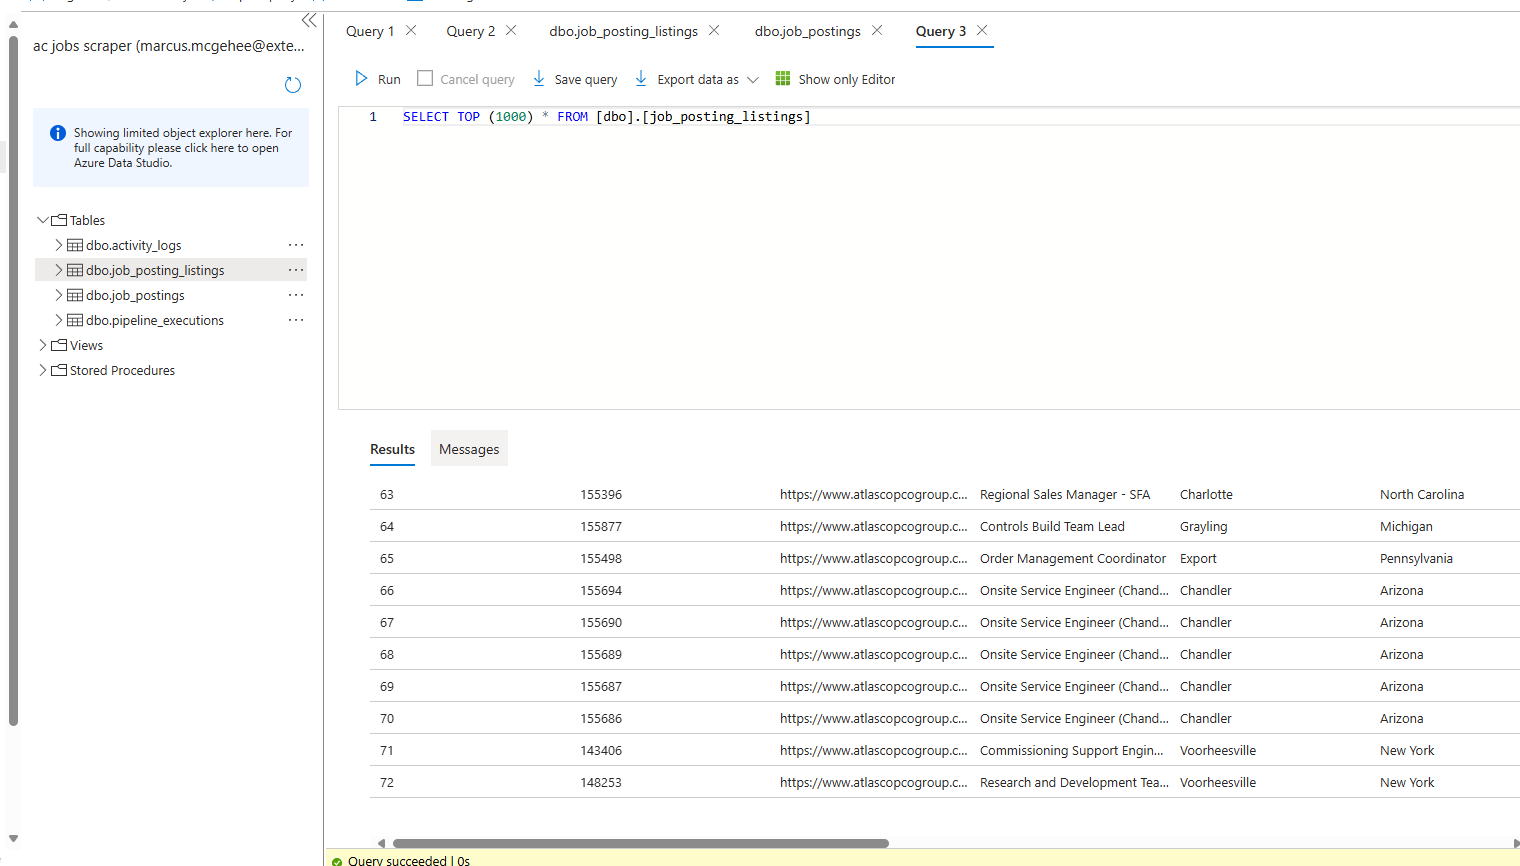 ac jobs scraper (marcus.mcgehee@exte...
Showing limited object explorer here. For
full capability please click here to open
Azure Data Studio.
Tables
dbo.activity_logs
dbo.job_posting_listings
dbo.job_postings
dbo.pipeline_executions
Views
Stored Procedures
Query 1 Query 2 dbo.job_posting_listings dbo.job_postings Query 3
Run Cancel query Save query Export data as Show only Editor
1 SELECT TOP (1000) * FROM [dbo].[job_posting_listings]
Results Messages
63 155396 https://www.atlascopcogroup.c... Regional Sales Manager - SFA Charlotte North Carolina
64 155877 https://www.atlascopcogroup.c... Controls Build Team Lead Grayling Michigan
65 155498 https://www.atlascopcogroup.c... Order Management Coordinator Export Pennsylvania
66 155694 https://www.atlascopcogroup.c... Onsite Service Engineer (Chand... Chandler Arizona
67 155690 https://www.atlascopcogroup.c... Onsite Service Engineer (Chand... Chandler Arizona
68 155689 https://www.atlascopcogroup.c... Onsite Service Engineer (Chand... Chandler Arizona
69 155687 https://www.atlascopcogroup.c... Onsite Service Engineer (Chand... Chandler Arizona
70 155686 https://www.atlascopcogroup.c... Onsite Service Engineer (Chand... Chandler Arizona
71 143406 https://www.atlascopcogroup.c... Commissioning Support Engin... Voorheesville New York
72 148253 https://www.atlascopcogroup.c... Research and Development Tea... Voorheesville New York
Query succeeded | 0s